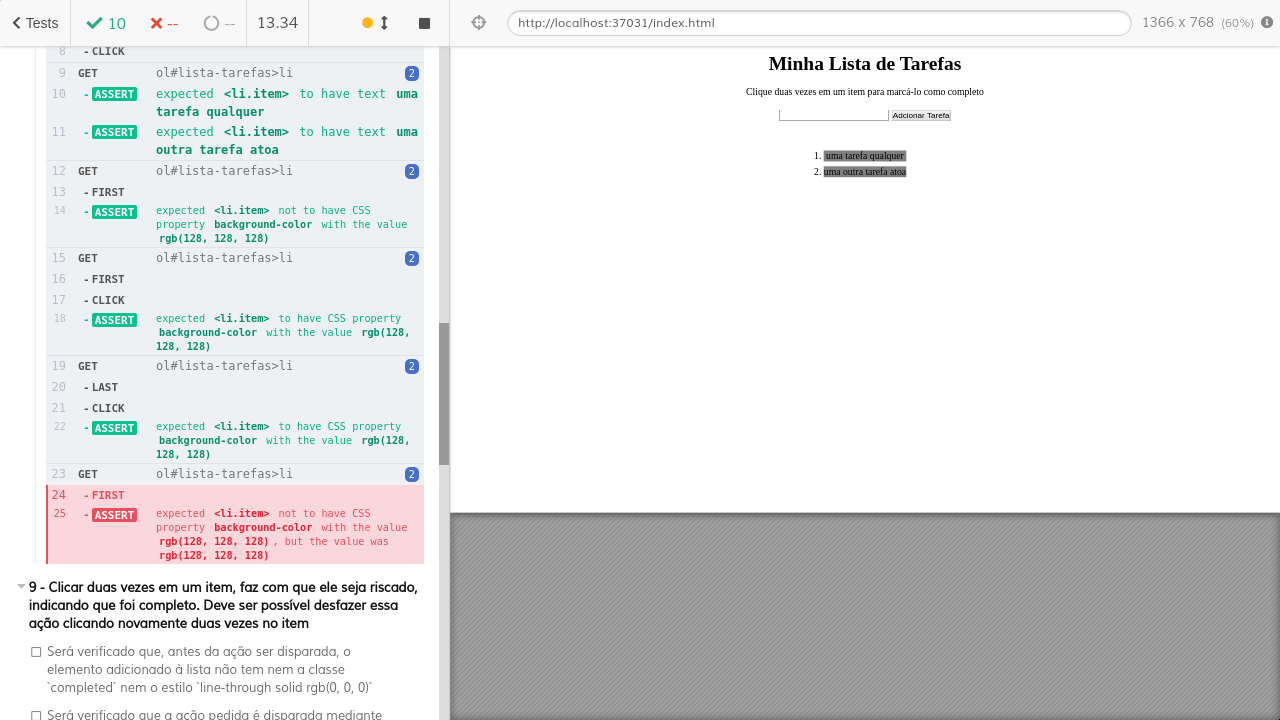 Tests
10
--
--
13.34
http://localhost:37031/index.html
1366 x 768 (60%)
8 - CLICK
9 GET ol#lista-tarefas>li 2
10 - ASSERT expected <li.item> to have text uma
tarefa qualquer
11 - ASSERT expected <li.item> to have text uma
outra tarefa atoa
12 GET ol#lista-tarefas>li 2
13 - FIRST
14 - ASSERT expected <li.item> not to have CSS
property background-color with the value
rgb(128, 128, 128)
15 GET ol#lista-tarefas>li 2
16 - FIRST
17 - CLICK
18 - ASSERT expected <li.item> to have CSS property
background-color with the value rgb(128,
128, 128)
19 GET ol#lista-tarefas>li 2
20 - LAST
21 - CLICK
22 - ASSERT expected <li.item> to have CSS property
background-color with the value rgb(128,
128, 128)
23 GET ol#lista-tarefas>li 2
24 - FIRST
25 - ASSERT expected <li.item> not to have CSS
property background-color with the value
rgb(128, 128, 128), but the value was
rgb(128, 128, 128)
9 - Clicar duas vezes em um item, faz com que ele seja riscado,
indicando que foi completo. Deve ser possível desfazer essa
ação clicando novamente duas vezes no item
Será verificado que, antes da ação ser disparada, o
elemento adicionado à lista não tem nem a classe
`completed` nem o estilo `line-through solid rgb(0, 0, 0)`
Será verificado que a ação pedida é disparada mediante
Minha Lista de Tarefas
Clique duas vezes em um item para marcá-lo como completo
Adcionar Tarefa
1. uma tarefa qualquer
2. uma outra tarefa atoa